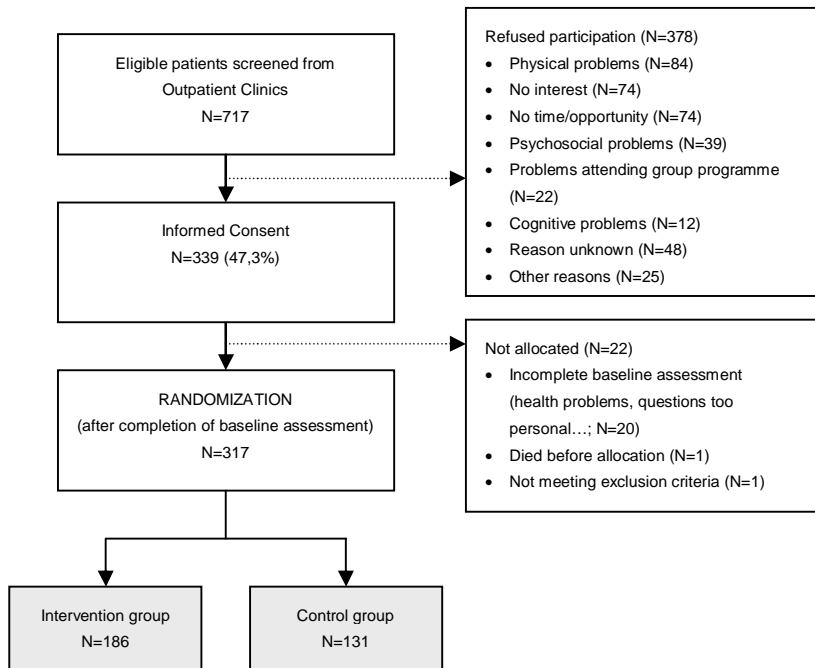 Eligible patients screened from
Outpatient Clinics
N=717
Refused participation (N=378)
• Physical problems (N=84)
• No interest (N=74)
• No time/opportunity (N=74)
• Psychosocial problems (N=39)
• Problems attending group programme
(N=22)
• Cognitive problems (N=12)
• Reason unknown (N=48)
• Other reasons (N=25)
Informed Consent
N=339 (47,3%)
Not allocated (N=22)
• Incomplete baseline assessment
(health problems, questions too
personal…; N=20)
• Died before allocation (N=1)
• Not meeting exclusion criteria (N=1)
RANDOMIZATION
(after completion of baseline assessment)
N=317
Intervention group
N=186
Control group
N=131